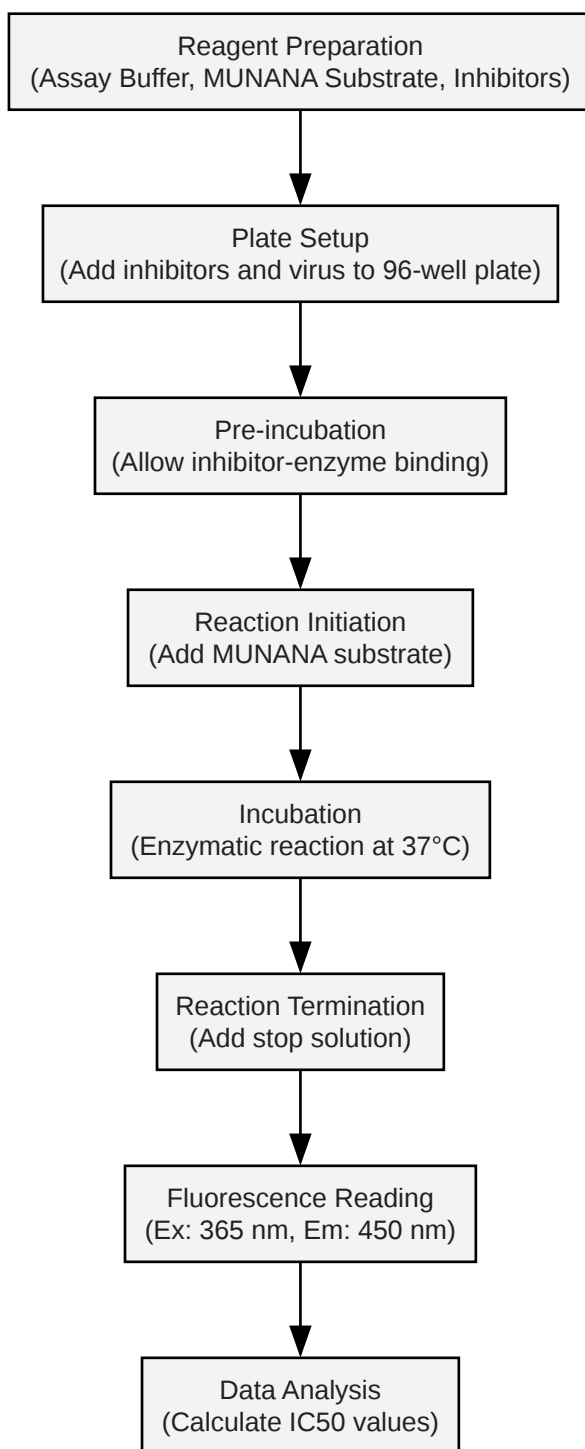 Reagent Preparation
(Assay Buffer, MUNANA Substrate, Inhibitors)
Plate Setup
(Add inhibitors and virus to 96-well plate)
Pre-incubation
(Allow inhibitor-enzyme binding)
Reaction Initiation
(Add MUNANA substrate)
Incubation
(Enzymatic reaction at 37°C)
Reaction Termination
(Add stop solution)
Fluorescence Reading
(Ex: 365 nm, Em: 450 nm)
Data Analysis
(Calculate IC50 values)